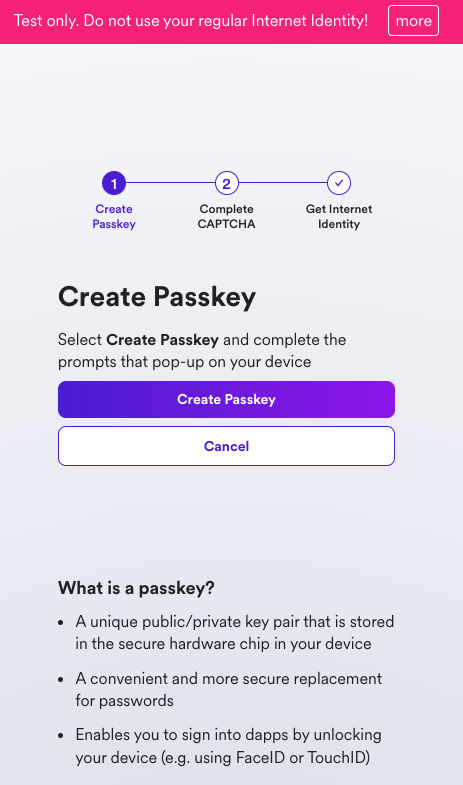 Test only. Do not use your regular Internet Identity!
more
1
2
Create
Passkey
Complete
CAPTCHA
Get Internet
Identity
Create Passkey
Select Create Passkey and complete the
prompts that pop-up on your device
Create Passkey
Cancel
What is a passkey?
• A unique public/private key pair that is stored
in the secure hardware chip in your device
• A convenient and more secure replacement
for passwords
• Enables you to sign into dapps by unlocking
your device (e.g. using FaceID or TouchID)